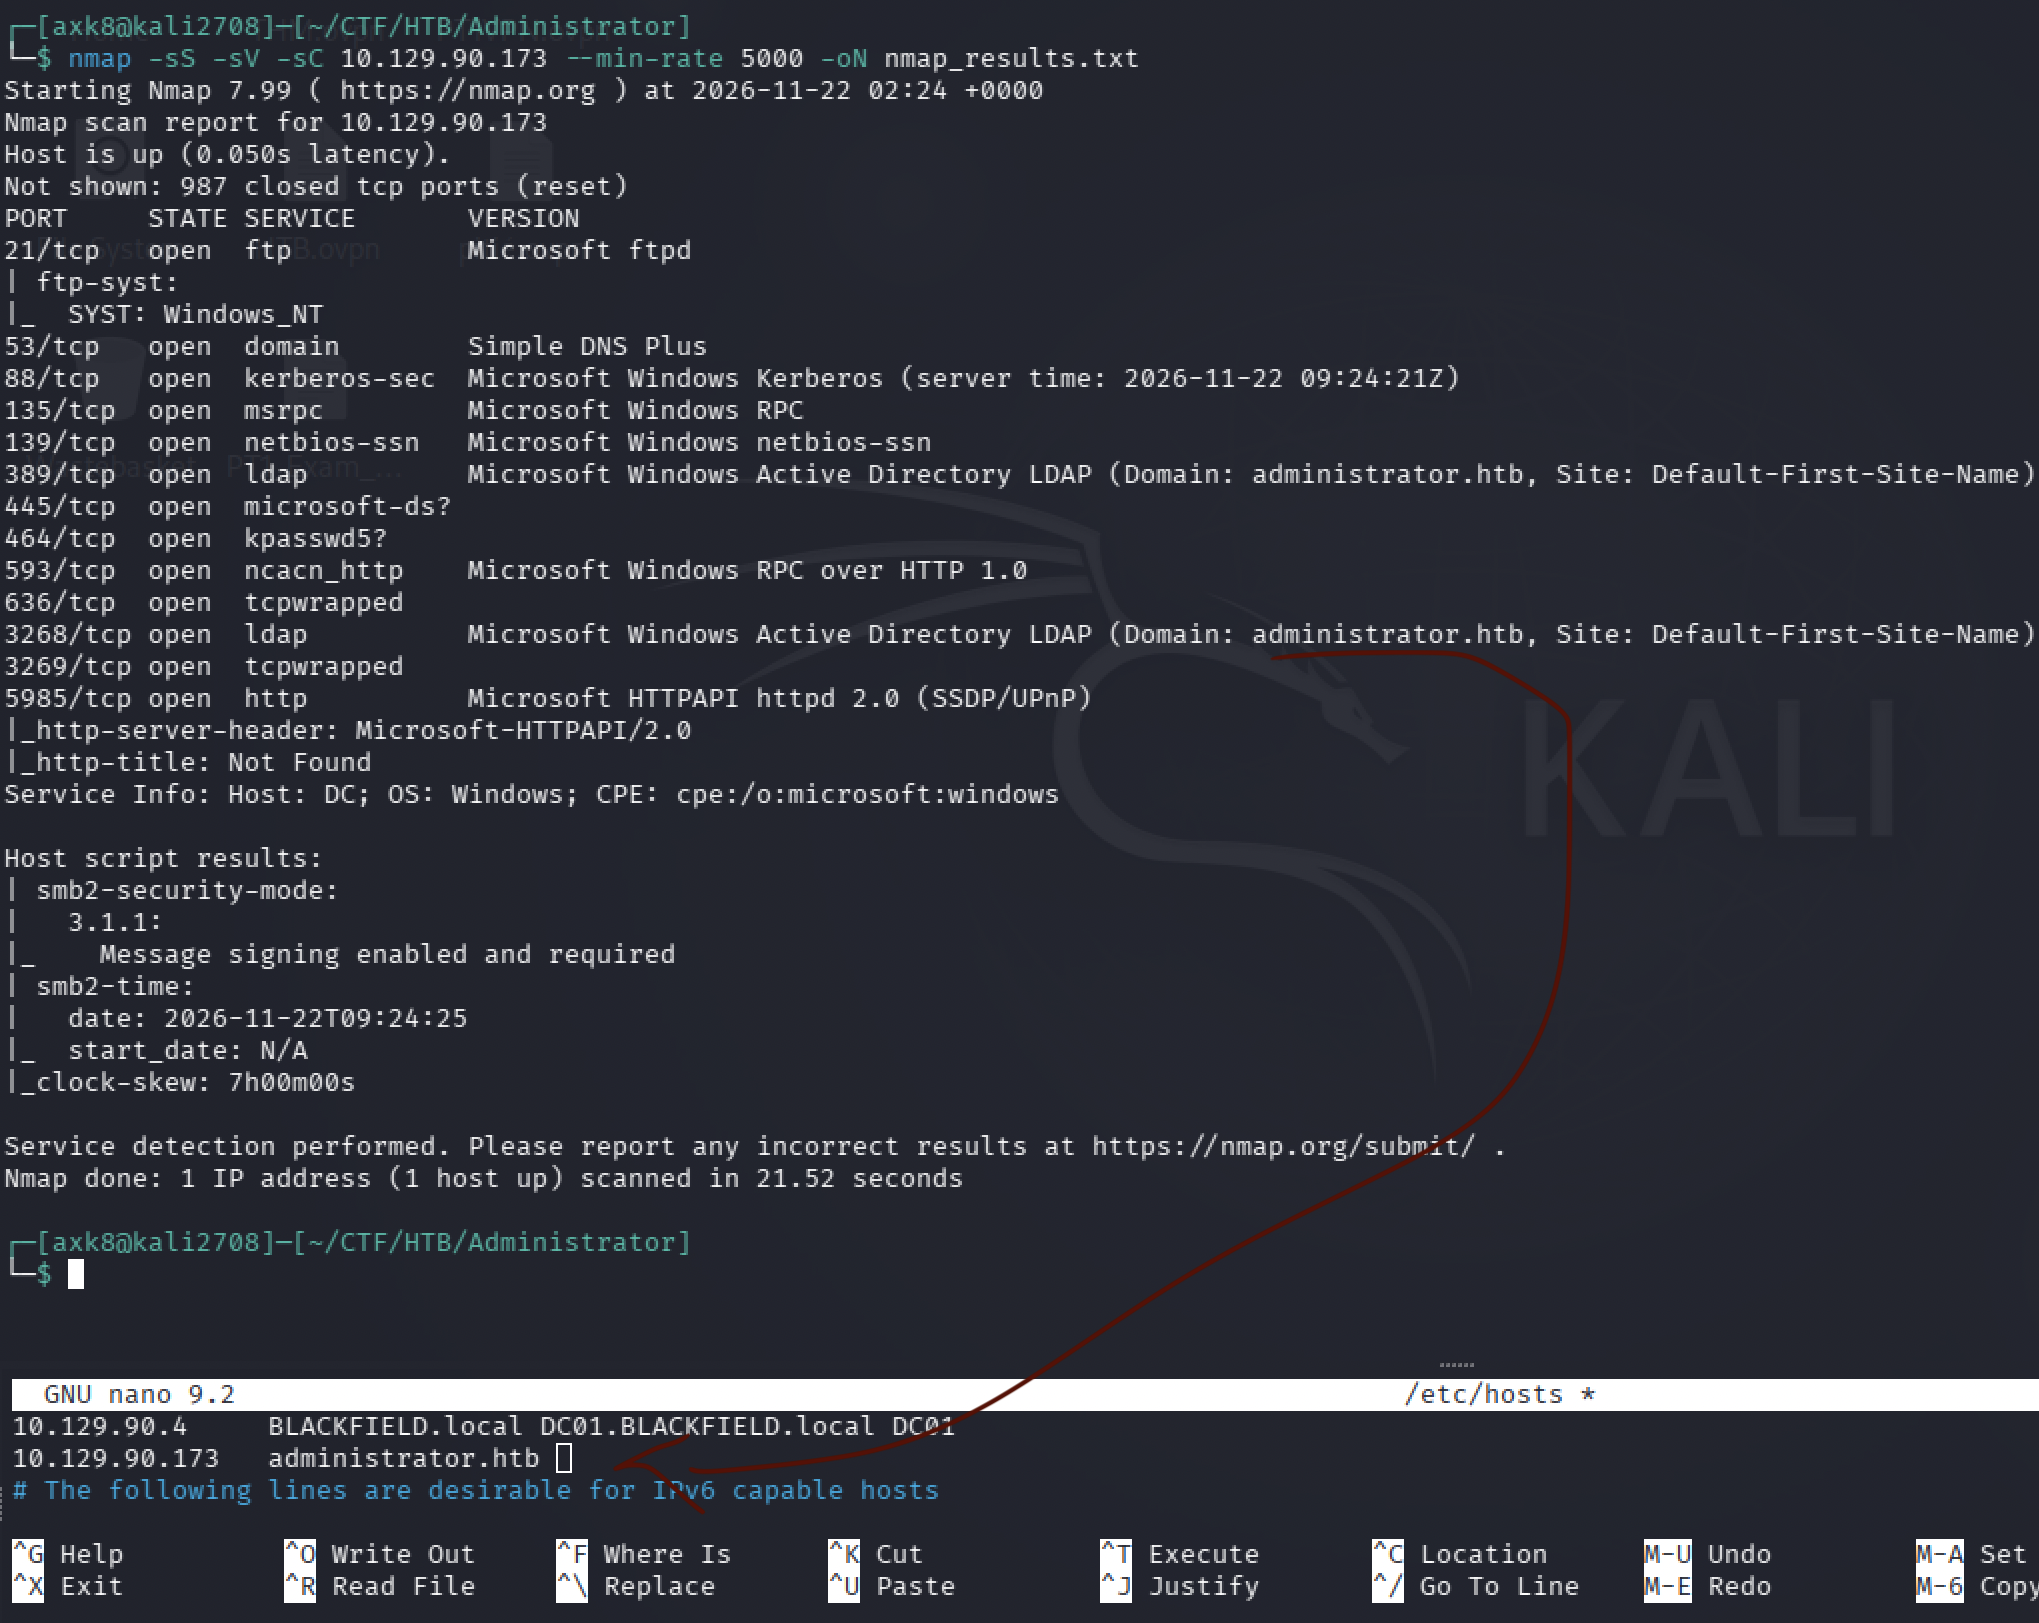 ┌─[axk8@kali2708]─[~/CTF/HTB/Administrator]
└─$ nmap -sS -sV -sC 10.129.90.173 --min-rate 5000 -oN nmap_results.txt
Starting Nmap 7.99 ( https://nmap.org ) at 2026-11-22 02:24 +0000
Nmap scan report for 10.129.90.173
Host is up (0.050s latency).
Not shown: 987 closed tcp ports (reset)
PORT     STATE SERVICE       VERSION
21/tcp   open  ftp           Microsoft ftpd
| ftp-syst:
|_  SYST: Windows_NT
53/tcp   open  domain        Simple DNS Plus
88/tcp   open  kerberos-sec  Microsoft Windows Kerberos (server time: 2026-11-22 09:24:21Z)
135/tcp  open  msrpc         Microsoft Windows RPC
139/tcp  open  netbios-ssn   Microsoft Windows netbios-ssn
389/tcp  open  ldap          Microsoft Windows Active Directory LDAP (Domain: administrator.htb, Site: Default-First-Site-Name)
445/tcp  open  microsoft-ds?
464/tcp  open  kpasswd5?
593/tcp  open  ncacn_http    Microsoft Windows RPC over HTTP 1.0
636/tcp  open  tcpwrapped
3268/tcp open  ldap          Microsoft Windows Active Directory LDAP (Domain: administrator.htb, Site: Default-First-Site-Name)
3269/tcp open  tcpwrapped
5985/tcp open  http          Microsoft HTTPAPI httpd 2.0 (SSDP/UPnP)
|_http-server-header: Microsoft-HTTPAPI/2.0
|_http-title: Not Found
Service Info: Host: DC; OS: Windows; CPE: cpe:/o:microsoft:windows
KALI
Host script results:
| smb2-security-mode:
|   3.1.1:
|_    Message signing enabled and required
| smb2-time:
|   date: 2026-11-22T09:24:25
|_  start_date: N/A
|_clock-skew: 7h00m00s
Service detection performed. Please report any incorrect results at https://nmap.org/submit/ .
Nmap done: 1 IP address (1 host up) scanned in 21.52 seconds
┌─[axk8@kali2708]─[~/CTF/HTB/Administrator]
└─$
GNU nano 9.2 /etc/hosts *
10.129.90.4     BLACKFIELD.local DC01.BLACKFIELD.local DC01
10.129.90.173   administrator.htb
# The following lines are desirable for IPv6 capable hosts
^G Help ^O Write Out ^F Where Is ^K Cut ^T Execute ^C Location M-U Undo M-A Set
^X Exit ^R Read File ^\ Replace ^U Paste ^J Justify ^/ Go To Line M-E Redo M-6 Copy